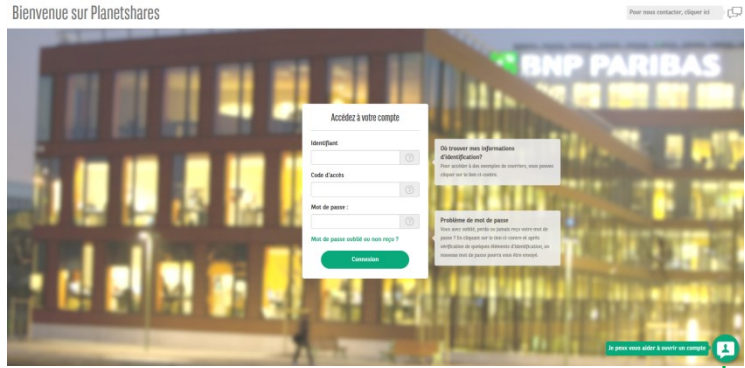 Bienvenue sur Planetshares
Pour nous contacter, cliquer ici
BNP PARIBAS
Accédez à votre compte
Identifiant
Code d'accès
Mot de passe :
Mot de passe oublié ou non reçu ?
Connexion
Où trouver mes informations
d'identification?
Pour accéder à des exemples de courriers, vous pouvez
cliquer sur le lien ci-contre.
Problème de mot de passe
Vous avez oublié, perdu ou jamais reçu votre mot de
passe ? En cliquant sur le lien ci-contre et après
vérification de quelques éléments d'identification, un
nouveau mot de passe pourra vous être envoyé.
Je peux vous aider à ouvrir un compte